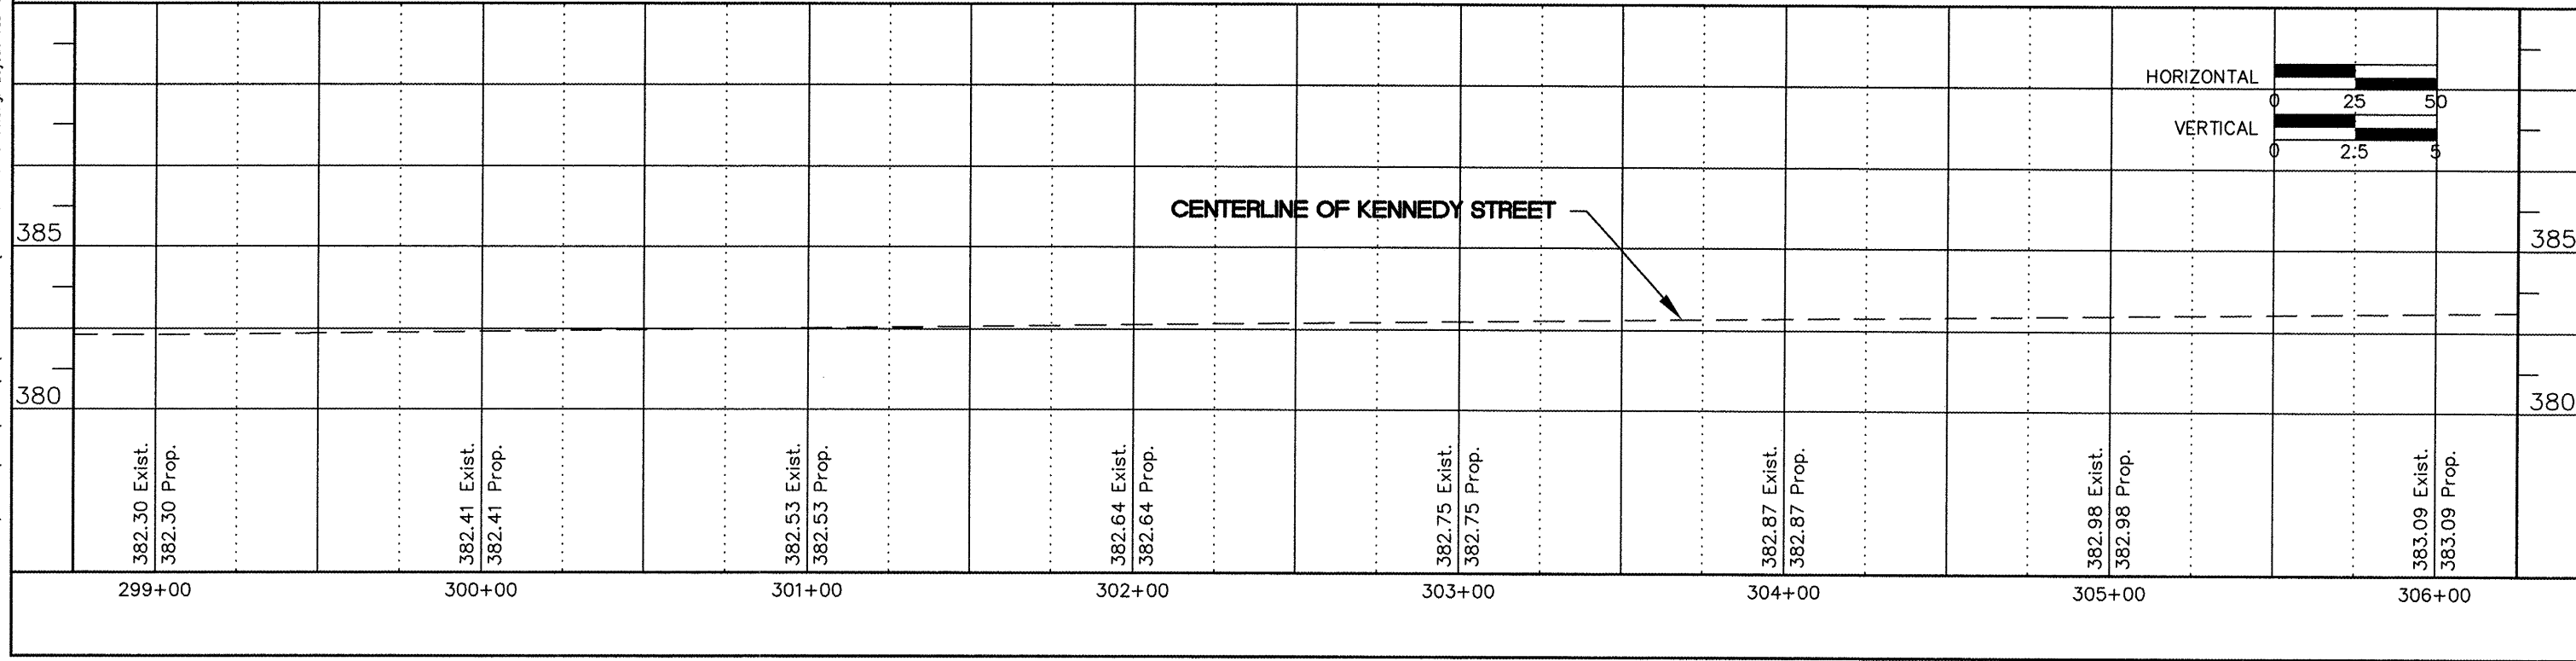 HORIZONTAL
0 25 50
VERTICAL
0 2.5 5
CENTERLINE OF KENNEDY STREET
385 385
380 380
382.30 Exist.
382.30 Prop.
382.41 Exist.
382.41 Prop.
382.53 Exist.
382.53 Prop.
382.64 Exist.
382.64 Prop.
382.75 Exist.
382.75 Prop.
382.87 Exist.
382.87 Prop.
382.98 Exist.
382.98 Prop.
383.09 Exist.
383.09 Prop.
299+00 300+00 301+00 302+00 303+00 304+00 305+00 306+00